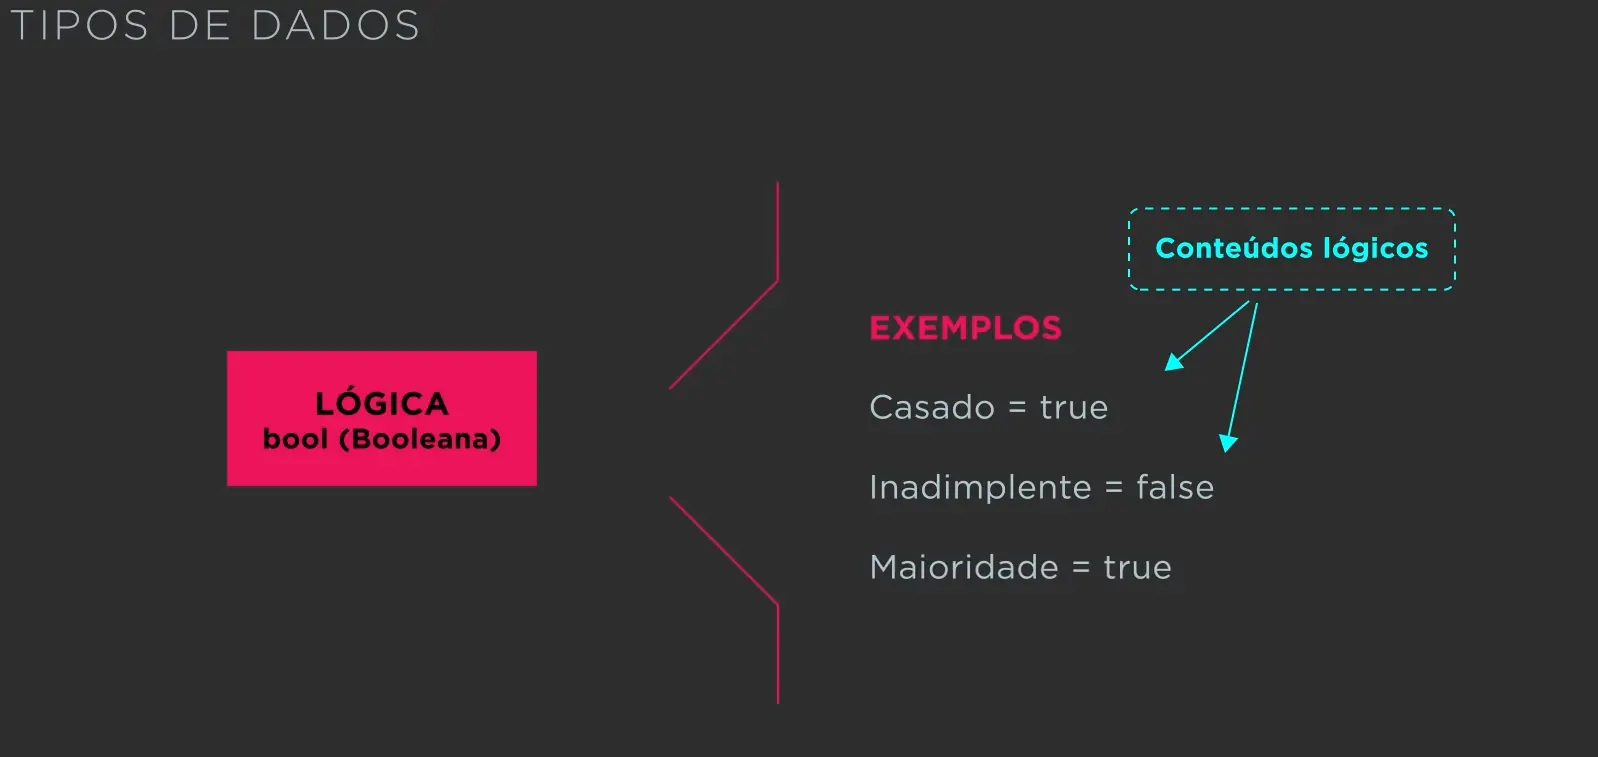 TIPOS DE DADOS
LÓGICA
bool (Booleana)
Conteúdos lógicos
EXEMPLOS
Casado = true
Inadimplente = false
Maioridade = true